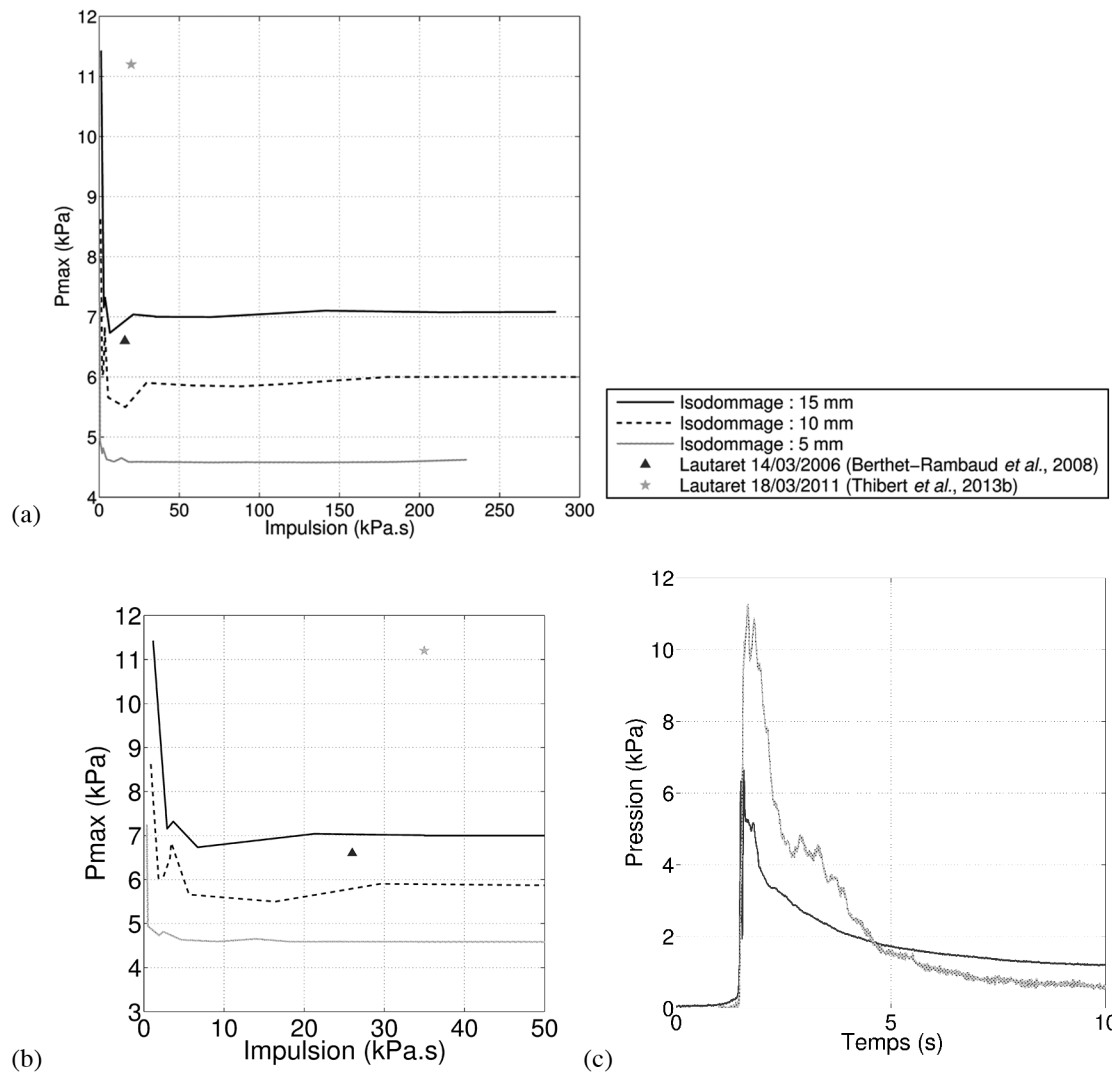 12
11
10
9
8
7
6
5
4
Pmax (kPa)
0 50 100 150 200 250 300
Impulsion (kPa.s)
(a)
Isodommage : 15 mm
Isodommage : 10 mm
Isodommage : 5 mm
Lautaret 14/03/2006 (Berthet−Rambaud et al., 2008)
Lautaret 18/03/2011 (Thibert et al., 2013b)
12
11
10
9
8
7
6
5
4
3
Pmax (kPa)
0 10 20 30 40 50
Impulsion (kPa.s)
(b)
12
10
8
6
4
2
0
Pression (kPa)
0 5 10
Temps (s)
(c)